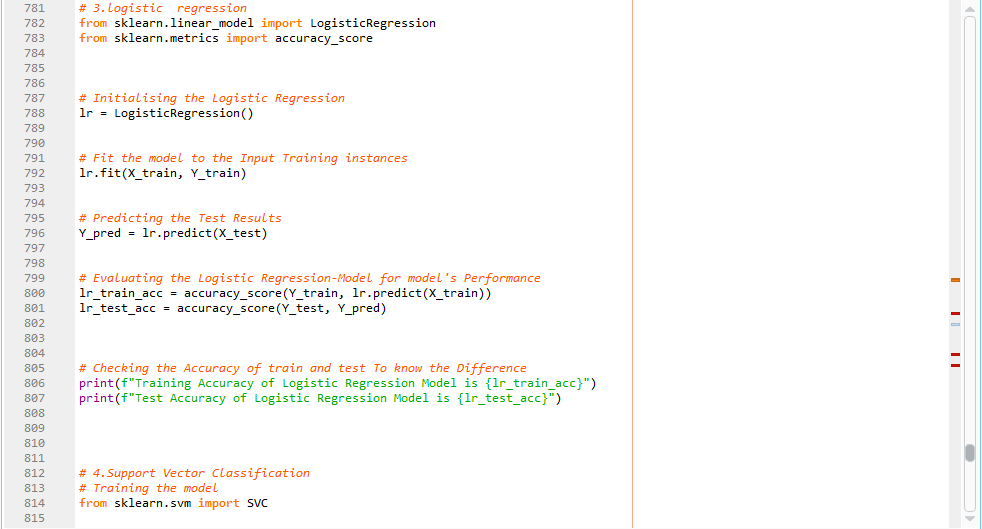 781 # 3.logistic  regression
782 from sklearn.linear_model import LogisticRegression
783 from sklearn.metrics import accuracy_score
784
785
786
787 # Initialising the Logistic Regression
788 lr = LogisticRegression()
789
790
791 # Fit the model to the Input Training instances
792 lr.fit(X_train, Y_train)
793
794
795 # Predicting the Test Results
796 Y_pred = lr.predict(X_test)
797
798
799 # Evaluating the Logistic Regression-Model for model's Performance
800 lr_train_acc = accuracy_score(Y_train, lr.predict(X_train))
801 lr_test_acc = accuracy_score(Y_test, Y_pred)
802
803
804
805 # Checking the Accuracy of train and test To know the Difference
806 print(f"Training Accuracy of Logistic Regression Model is {lr_train_acc}")
807 print(f"Test Accuracy of Logistic Regression Model is {lr_test_acc}")
808
809
810
811
812 # 4.Support Vector Classification
813 # Training the model
814 from sklearn.svm import SVC
815